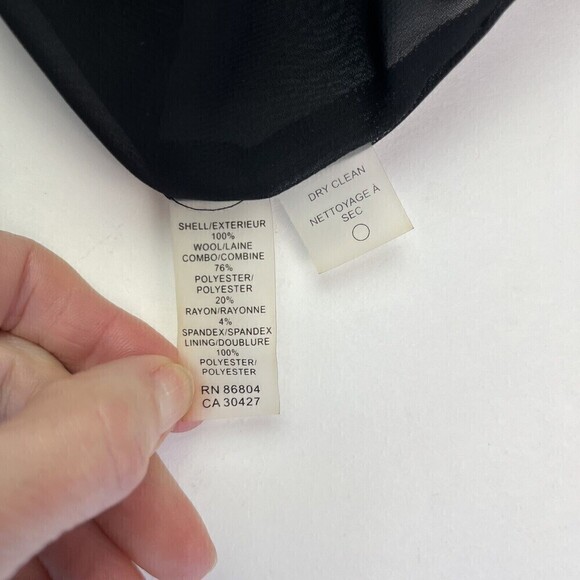 SHELL/EXTERIEUR
100%
WOOL/LAINE
COMBO/COMBINE
76%
POLYESTER/
POLYESTER
20%
RAYON/RAYONNE
4%
SPANDEX/SPANDEX
LINING/DOUBLURE
100%
POLYESTER/
POLYESTER
RN 86804
CA 30427
DRY CLEAN
NETTOYAGE A
SEC